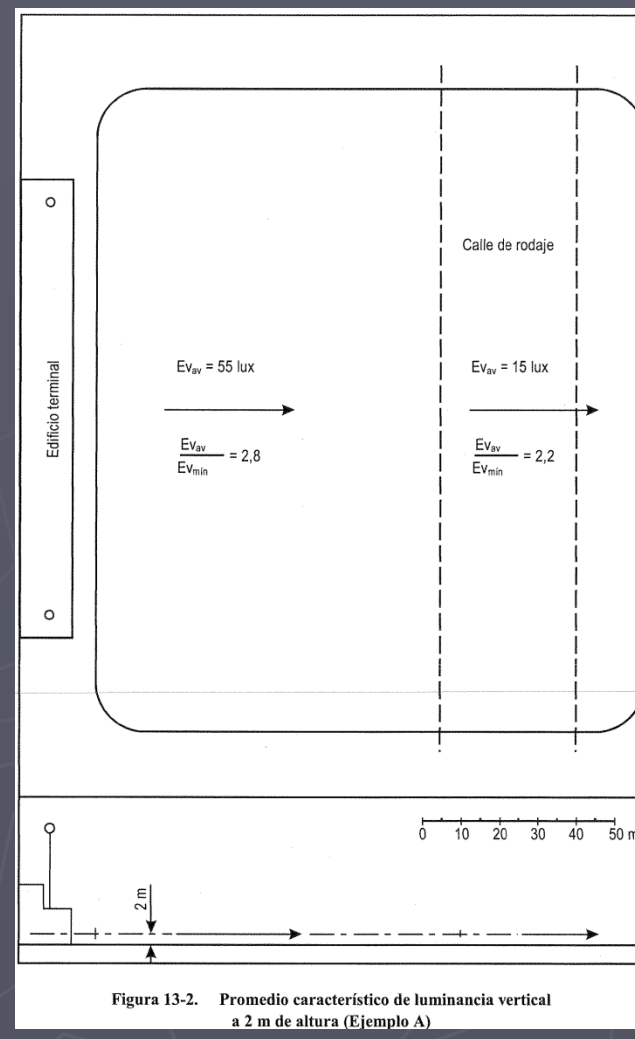 Calle de rodaje
Edificio terminal
Ev_av = 55 lux
Ev_av / Ev_mín = 2,8
Ev_av = 15 lux
Ev_av / Ev_mín = 2,2
0 10 20 30 40 50 m
2 m
Figura 13-2. Promedio característico de luminancia vertical
a 2 m de altura (Ejemplo A)